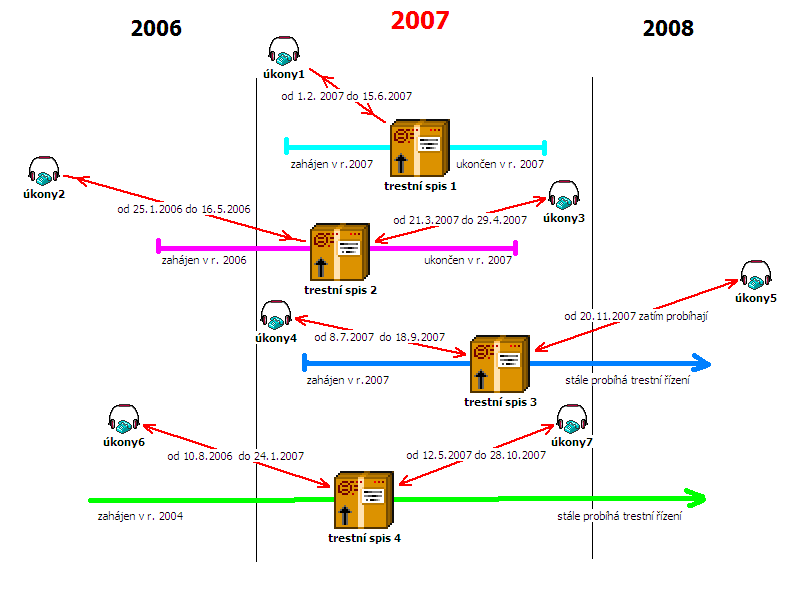 2006
2007
2008
úkony1
od 1.2. 2007 do 15.6.2007
zahájen v r.2007
ukončen v r. 2007
trestní spis 1
úkony2
od 25.1.2006 do 16.5.2006
od 21.3.2007 do 29.4.2007
úkony3
zahájen v r. 2006
ukončen v r. 2007
trestní spis 2
úkony5
úkony4
od 8.7.2007 do 18.9.2007
od 20.11.2007 zatím probíhají
zahájen v r.2007
stále probíhá trestní řízení
trestní spis 3
úkony6
úkony7
od 10.8.2006 do 24.1.2007
od 12.5.2007 do 28.10.2007
zahájen v r. 2004
stále probíhá trestní řízení
trestní spis 4